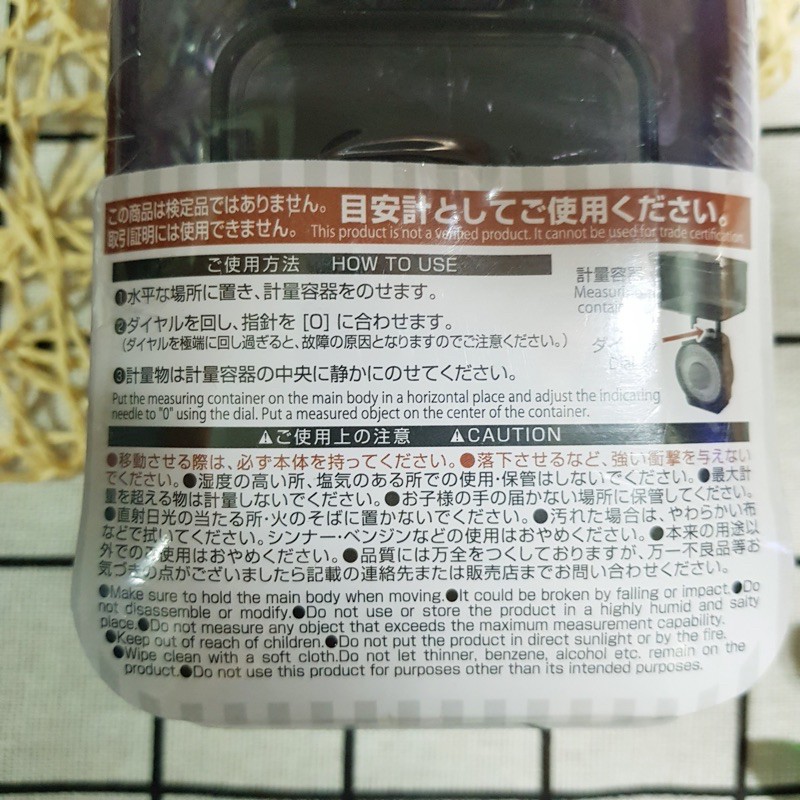 この商品は検定品ではありません。 目安計としてご使用ください。
取引証明には使用できません。 This product is not a verified product. It cannot be used for trade certification.
ご使用方法 HOW TO USE
❶水平な場所に置き、計量容器をのせます。
❷ダイヤルを回し、指針を [0] に合わせます。
(ダイヤルを極端に回し過ぎると、故障の原因となりますのでご注意ください。)
❸計量物は計量容器の中央に静かにのせてください。
Put the measuring container on the main body in a horizontal place and adjust the indicating
needle to "0" using the dial. Put a measured object on the center of the container.
計量容器
Measuring
container
ダイヤル
Dial
⚠ご使用上の注意 ⚠CAUTION
●移動させる際は、必ず本体を持ってください。●落下させるなど、強い衝撃を与えない
でください。●湿度の高い所、塩気のある所での使用・保管はしないでください。●最大計
量を超える物は計量しないでください。●お子様の手の届かない場所に保管してください。
●直射日光の当たる所・火のそばに置かないでください。●汚れた場合は、やわらかい布
などで拭いてください。シンナー・ベンジンなどの使用はおやめください。●本来の用途以
外でのご使用はおやめください。●品質には万全をつくしておりますが、万一不良品等お
気づきの点がございましたら記載の連絡先または販売店までお問い合わせください。
●Make sure to hold the main body when moving.●It could be broken by falling or impact.●Do
not disassemble or modify.●Do not use or store the product in a highly humid and salty
place.●Do not measure any object that exceeds the maximum measurement capability.
●Keep out of reach of children.●Do not put the product in direct sunlight or by the fire.
●Wipe clean with a soft cloth.Do not let thinner, benzene, alcohol etc. remain on the
product.●Do not use this product for purposes other than its intended purposes.